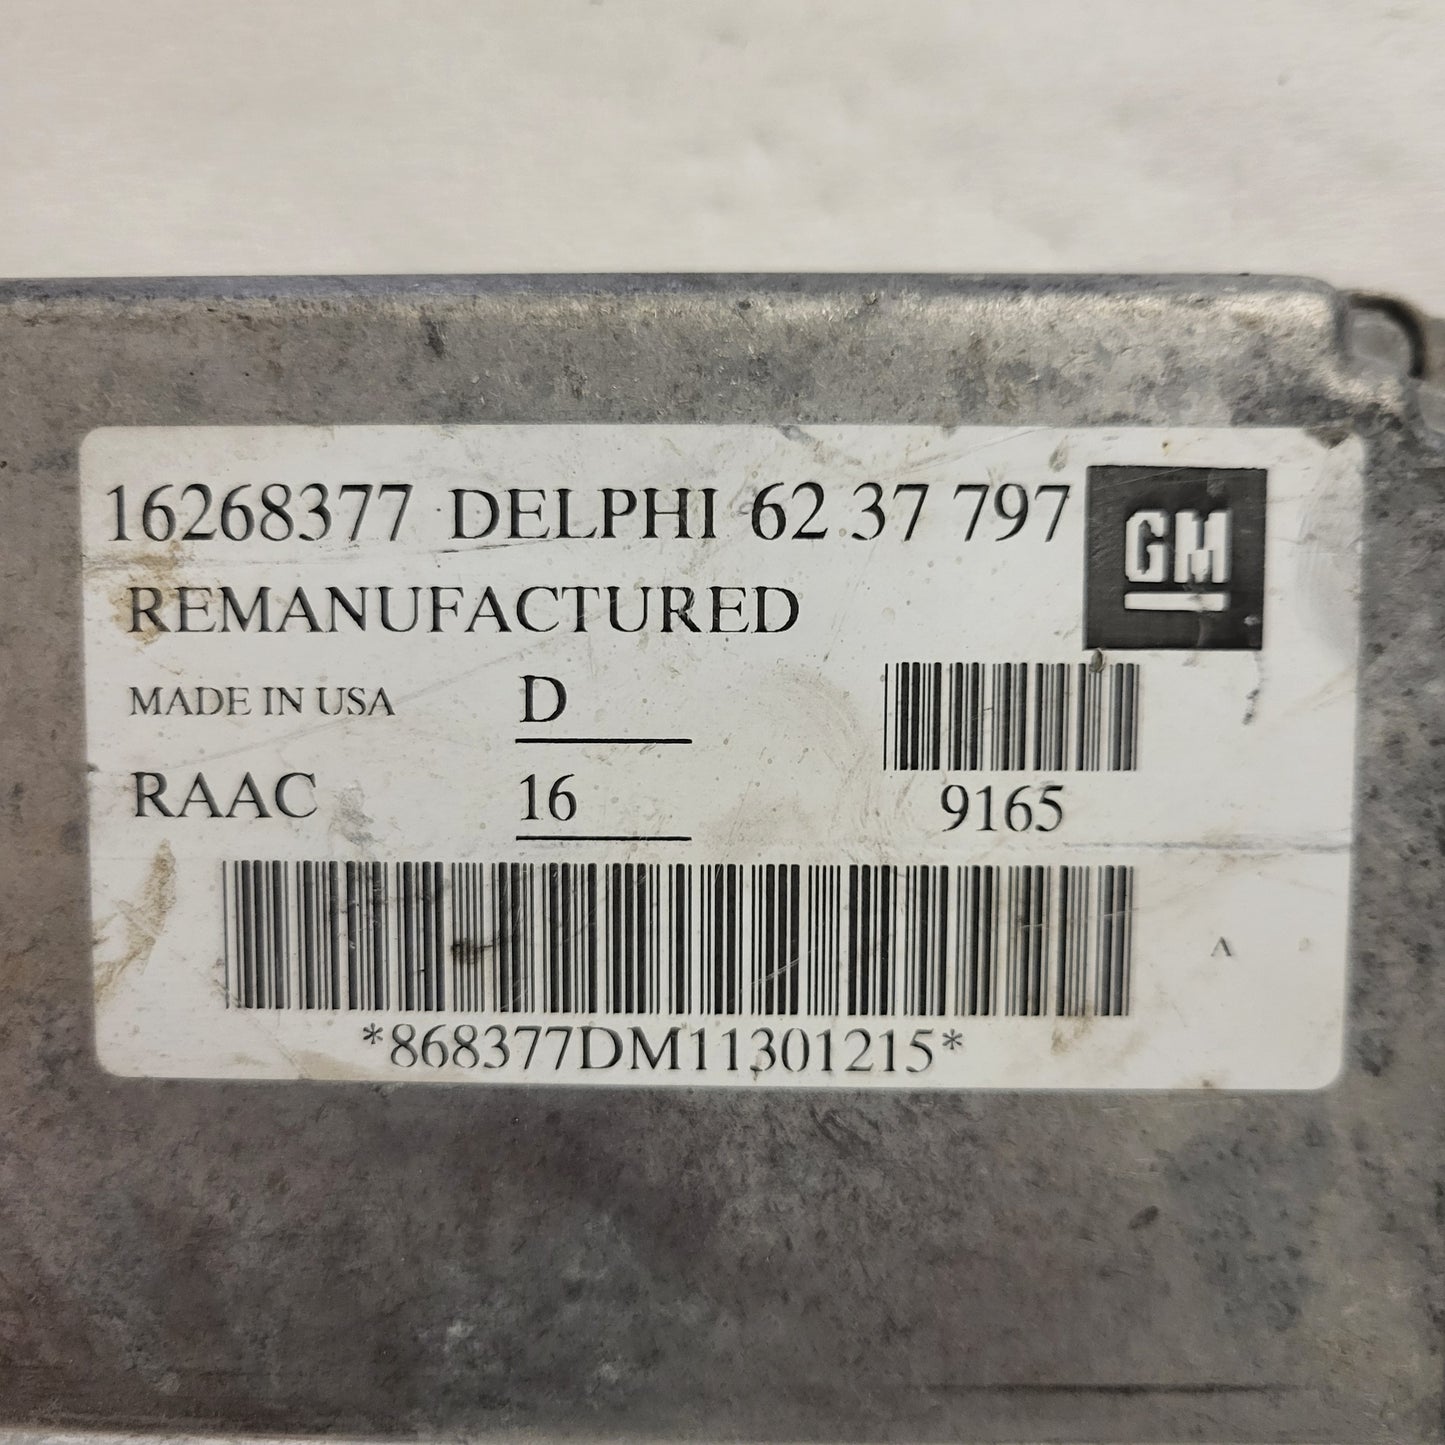 16268377 DELPHI 62 37 797
GM
REMANUFACTURED
MADE IN USA D
RAAC 16
9165
*868377DM11301215*